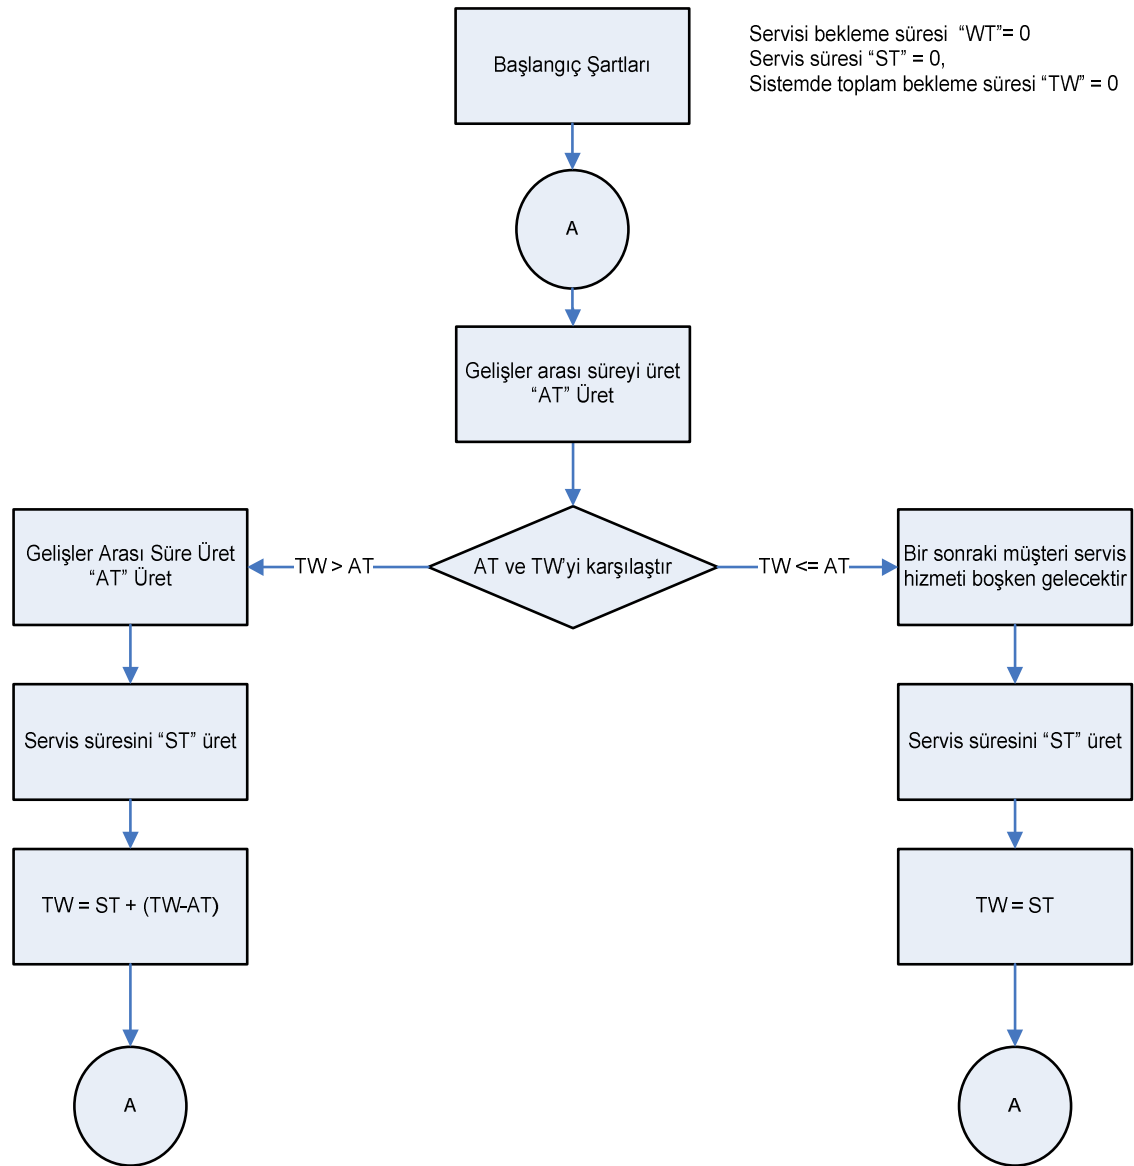 Başlangıç Şartları
Servisi bekleme süresi “WT”= 0
Servis süresi “ST” = 0,
Sistemde toplam bekleme süresi “TW” = 0
A
Gelişler arası süreyi üret
“AT” Üret
AT ve TW’yi karşılaştır
TW > AT
TW <= AT
Gelişler Arası Süre Üret
“AT” Üret
Bir sonraki müşteri servis
hizmeti boşken gelecektir
Servis süresini “ST” üret
Servis süresini “ST” üret
TW = ST + (TW-AT)
TW = ST
A
A